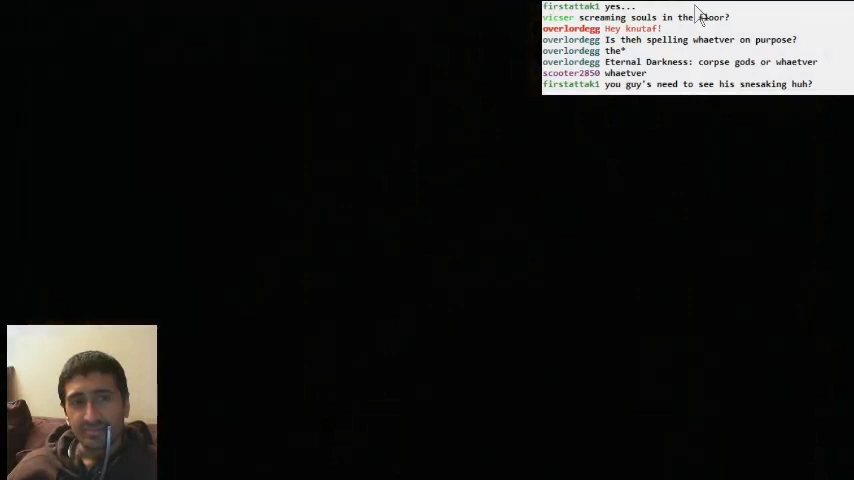 firstattak1 yes...
vicser screaming souls in the floor?
overlordegg Hey knutaf!
overlordegg Is theh spelling whaetver on purpose?
overlordegg the*
overlordegg Eternal Darkness: corpse gods or whaetver
scooter2850 whaetver
firstattak1 you guy's need to see his snesaking huh?